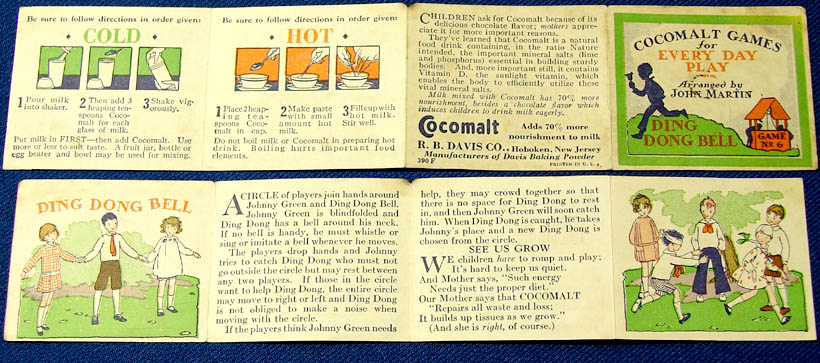 Be sure to follow directions in order given:
COLD
1 Pour milk
into shaker.
2 Then add 3
heaping tea-
spoons Coco-
malt for each
glass of milk.
3 Shake vig-
orously.
Put milk in FIRST—then add Cocomalt. Use
more or less to suit taste. A fruit jar, bottle or
egg beater and bowl may be used for mixing.
Be sure to follow directions in order given:
HOT
1 Place 2 heap-
ing tea-
spoons Coco-
malt in cup.
2 Make paste
with small
amount hot
milk.
3 Fill cup with
hot milk.
Stir well.
Do not boil milk or Cocomalt in preparing hot
drink. Boiling hurts important food
elements.
CHILDREN ask for Cocomalt because of its
delicious chocolate flavor; mothers appre-
ciate it for more important reasons.
They've learned that Cocomalt is a natural
food drink containing, in the ratio Nature
intended, the important mineral salts (lime
and phosphorus) essential in building sturdy
bodies. And, more important still, it contains
Vitamin D, the sunlight vitamin, which
enables the body to efficiently utilize these
vital mineral salts.
Milk mixed with Cocomalt has 70% more
nourishment, besides a chocolate flavor which
induces children to drink milk eagerly.
Cocomalt
Adds 70% more
nourishment to milk.
R. B. DAVIS CO., Hoboken, New Jersey
Manufacturers of Davis Baking Powder
390 F
PRINTED IN U. S. A.
COCOMALT GAMES
for
EVERY DAY
PLAY
Arranged by
JOHN MARTIN
DING
DONG BELL
GAME
No 6
DING DONG BELL
A CIRCLE of players join hands around
Johnny Green and Ding Dong Bell.
Johnny Green is blindfolded and
Ding Dong has a bell around his neck.
If no bell is handy, he must whistle or
sing or imitate a bell whenever he moves.
The players drop hands and Johnny
tries to catch Ding Dong who must not
go outside the circle but may rest between
any two players. If those in the circle
want to help Ding Dong, the entire circle
may move to right or left and Ding Dong
is not obliged to make a noise when
moving with the circle.
If the players think Johnny Green needs
help, they may crowd together so that
there is no space for Ding Dong to rest
in, and then Johnny Green will soon catch
him. When Ding Dong is caught, he takes
Johnny's place and a new Ding Dong is
chosen from the circle.
SEE US GROW
WE children have to romp and play;
It's hard to keep us quiet.
And Mother says, "Such energy
Needs just the proper diet."
Our Mother says that COCOMALT
"Repairs all waste and loss;
It builds up tissues as we grow."
(And she is right, of course.)